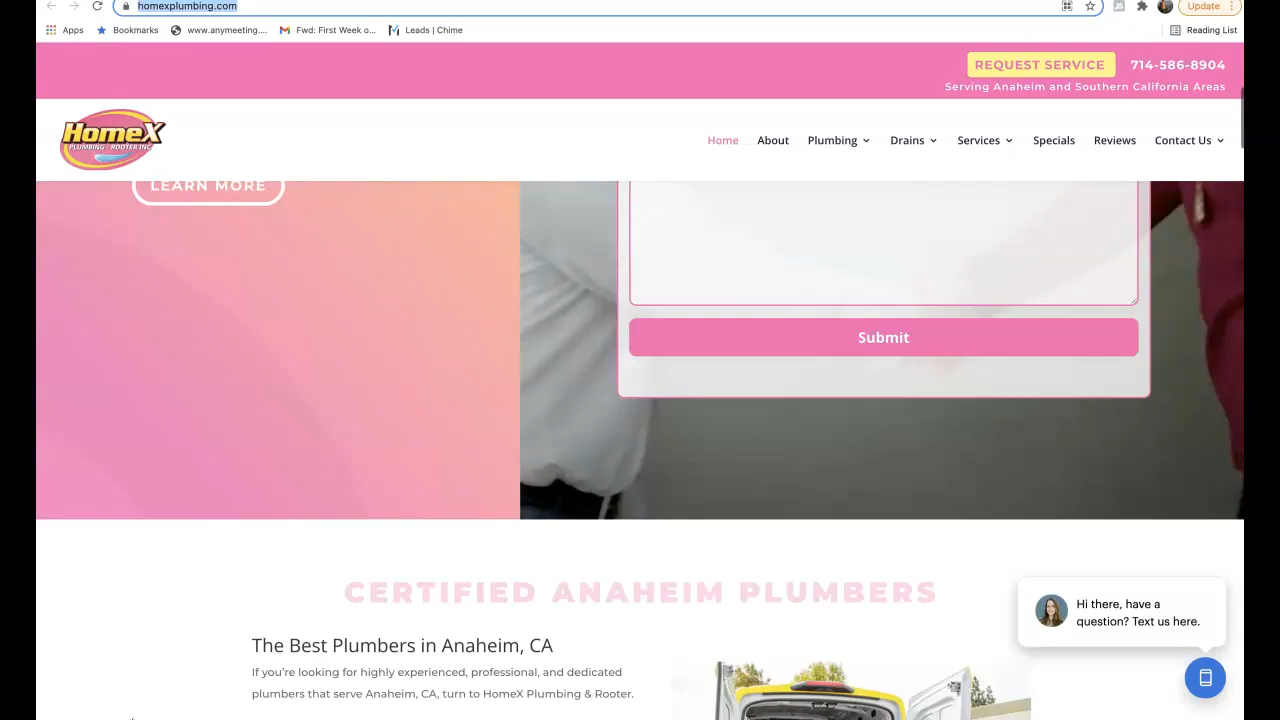 homexplumbing.com
Update
Apps
Bookmarks
www.anymeeting....
Fwd: First Week o...
Leads | Chime
Reading List
REQUEST SERVICE
714-586-8904
Serving Anaheim and Southern California Areas
HomeX
PLUMBING ROOTER INC
Home
About
Plumbing
Drains
Services
Specials
Reviews
Contact Us
LEARN MORE
Submit
CERTIFIED ANAHEIM PLUMBERS
The Best Plumbers in Anaheim, CA
If you’re looking for highly experienced, professional, and dedicated
plumbers that serve Anaheim, CA, turn to HomeX Plumbing & Rooter.
Hi there, have a
question? Text us here.